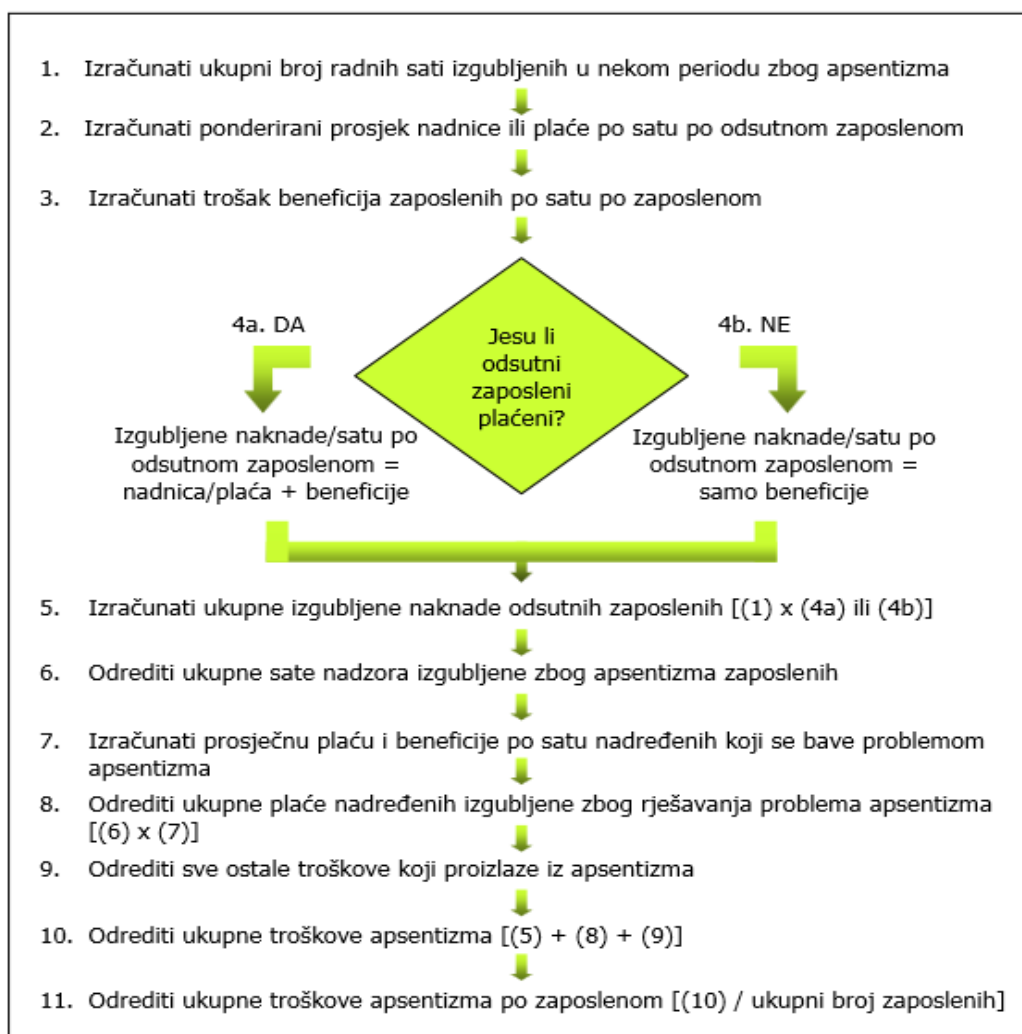 1. Izračunati ukupni broj radnih sati izgubljenih u nekom periodu zbog apsentizma
2. Izračunati ponderirani prosjek nadnice ili plaće po satu po odsutnom zaposlenom
3. Izračunati trošak beneficija zaposlenih po satu po zaposlenom
4a. DA
Jesu li
odsutni
zaposleni
plaćeni?
4b. NE
Izgubljene naknade/satu po
odsutnom zaposlenom =
nadnica/plaća + beneficije
Izgubljene naknade/satu po
odsutnom zaposlenom =
samo beneficije
5. Izračunati ukupne izgubljene naknade odsutnih zaposlenih [(1) x (4a) ili (4b)]
6. Odrediti ukupne sate nadzora izgubljene zbog apsentizma zaposlenih
7. Izračunati prosječnu plaću i beneficije po satu nadređenih koji se bave problemom
apsentizma
8. Odrediti ukupne plaće nadređenih izgubljene zbog rješavanja problema apsentizma
[(6) x (7)]
9. Odrediti sve ostale troškove koji proizlaze iz apsentizma
10. Odrediti ukupne troškove apsentizma [(5) + (8) + (9)]
11. Odrediti ukupne troškove apsentizma po zaposlenom [(10) / ukupni broj zaposlenih]